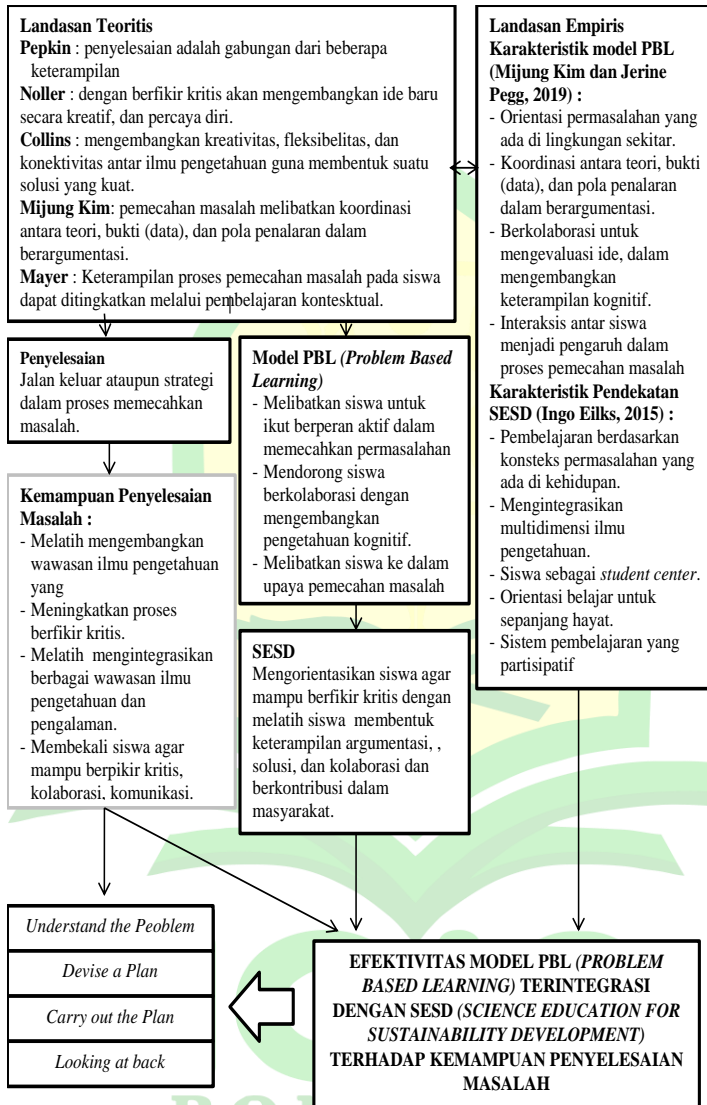 Landasan Teoritis
Pepkin : penyelesaian adalah gabungan dari beberapa
keterampilan
Noller : dengan berfikir kritis akan mengembangkan ide baru
secara kreatif, dan percaya diri.
Collins : mengembangkan kreativitas, fleksibelitas, dan
konektivitas antar ilmu pengetahuan guna membentuk suatu
solusi yang kuat.
Mijung Kim: pemecahan masalah melibatkan koordinasi
antara teori, bukti (data), dan pola penalaran dalam
berargumentasi.
Mayer : Keterampilan proses pemecahan masalah pada siswa
dapat ditingkatkan melalui pembelajaran kontesktual.
Landasan Empiris
Karakteristik model PBL
(Mijung Kim dan Jerine
Pegg, 2019) :
- Orientasi permasalahan yang
ada di lingkungan sekitar.
- Koordinasi antara teori, bukti
(data), dan pola penalaran
dalam berargumentasi.
- Berkolaborasi untuk
mengevaluasi ide, dalam
mengembangkan
keterampilan kognitif.
- Interaksis antar siswa
menjadi pengaruh dalam
proses pemecahan masalah
Karakteristik Pendekatan
SESD (Ingo Eilks, 2015) :
- Pembelajaran berdasarkan
konsteks permasalahan yang
ada di kehidupan.
- Mengintegrasikan
multidimensi ilmu
pengetahuan.
- Siswa sebagai student center.
- Orientasi belajar untuk
sepanjang hayat.
- Sistem pembelajaran yang
partisipatif
Penyelesaian
Jalan keluar ataupun strategi
dalam proses memecahkan
masalah.
Model PBL (Problem Based
Learning)
- Melibatkan siswa untuk
ikut berperan aktif dalam
memecahkan permasalahan
- Mendorong siswa
berkolaborasi dengan
mengembangkan
pengetahuan kognitif.
- Melibatkan siswa ke dalam
upaya pemecahan masalah
Kemampuan Penyelesaian
Masalah :
- Melatih mengembangkan
wawasan ilmu pengetahuan
yang
- Meningkatkan proses
berfikir kritis.
- Melatih mengintegrasikan
berbagai wawasan ilmu
pengetahuan dan
pengalaman.
- Membekali siswa agar
mampu berpikir kritis,
kolaborasi, komunikasi.
SESD
Mengorientasikan siswa agar
mampu berfikir kritis dengan
melatih siswa membentuk
keterampilan argumentasi, ,
solusi, dan kolaborasi dan
berkontribusi dalam
masyarakat.
Understand the Peoblem
Devise a Plan
Carry out the Plan
Looking at back
EFEKTIVITAS MODEL PBL (PROBLEM
BASED LEARNING) TERINTEGRASI
DENGAN SESD (SCIENCE EDUCATION FOR
SUSTAINABILITY DEVELOPMENT)
TERHADAP KEMAMPUAN PENYELESAIAN
MASALAH